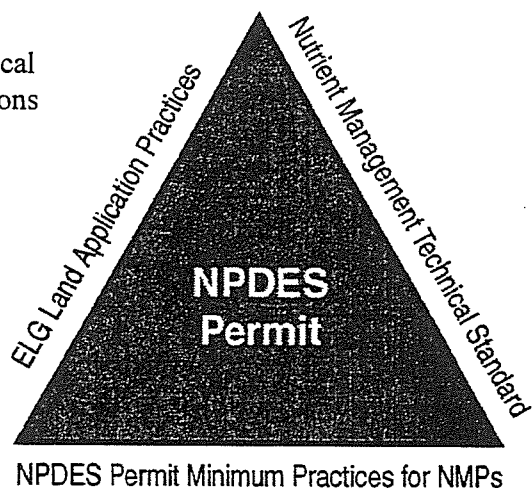 cal
ons
ELG Land Application Practices
Nutrient Management Technical Standard
NPDES
Permit
NPDES Permit Minimum Practices for NMPs